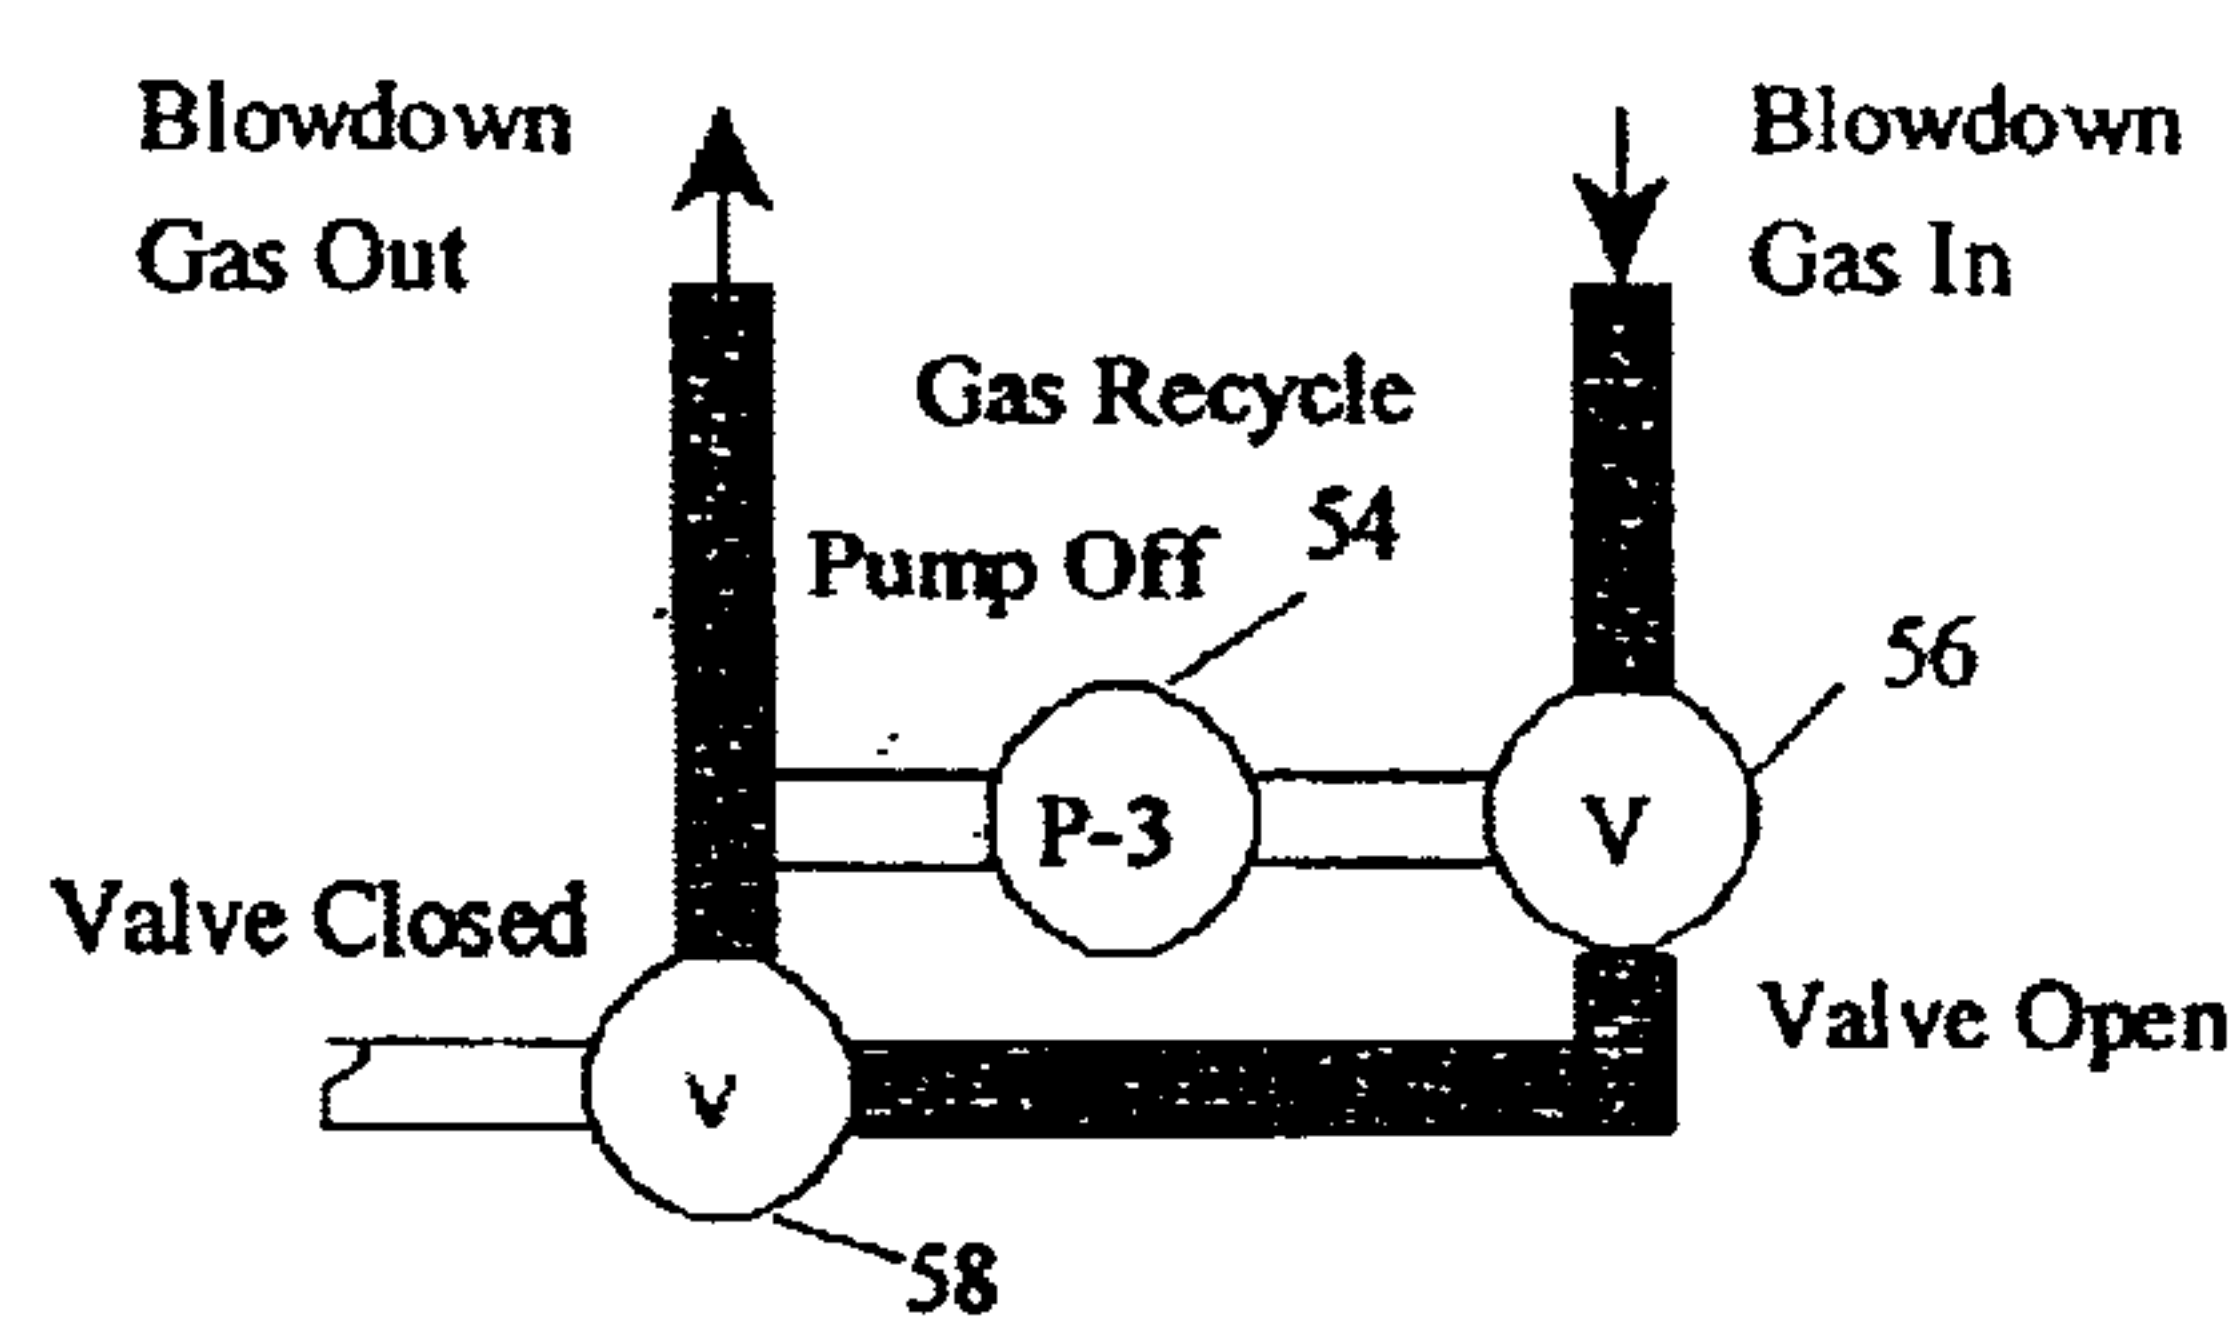 Blowdown
Gas Out
Blowdown
Gas In
Gas Recycle
Pump Off
54
56
P-3
V
Valve Closed
Valve Open
V
58